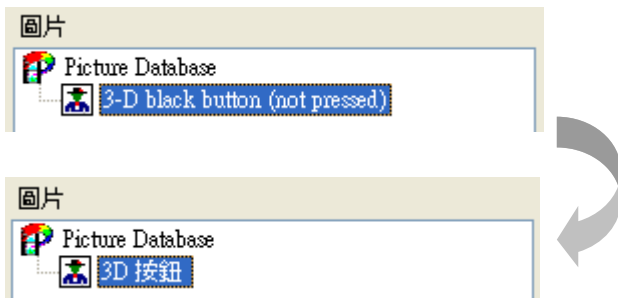 圖片
Picture Database
3-D black button (not pressed)
圖片
Picture Database
3D 按鈕